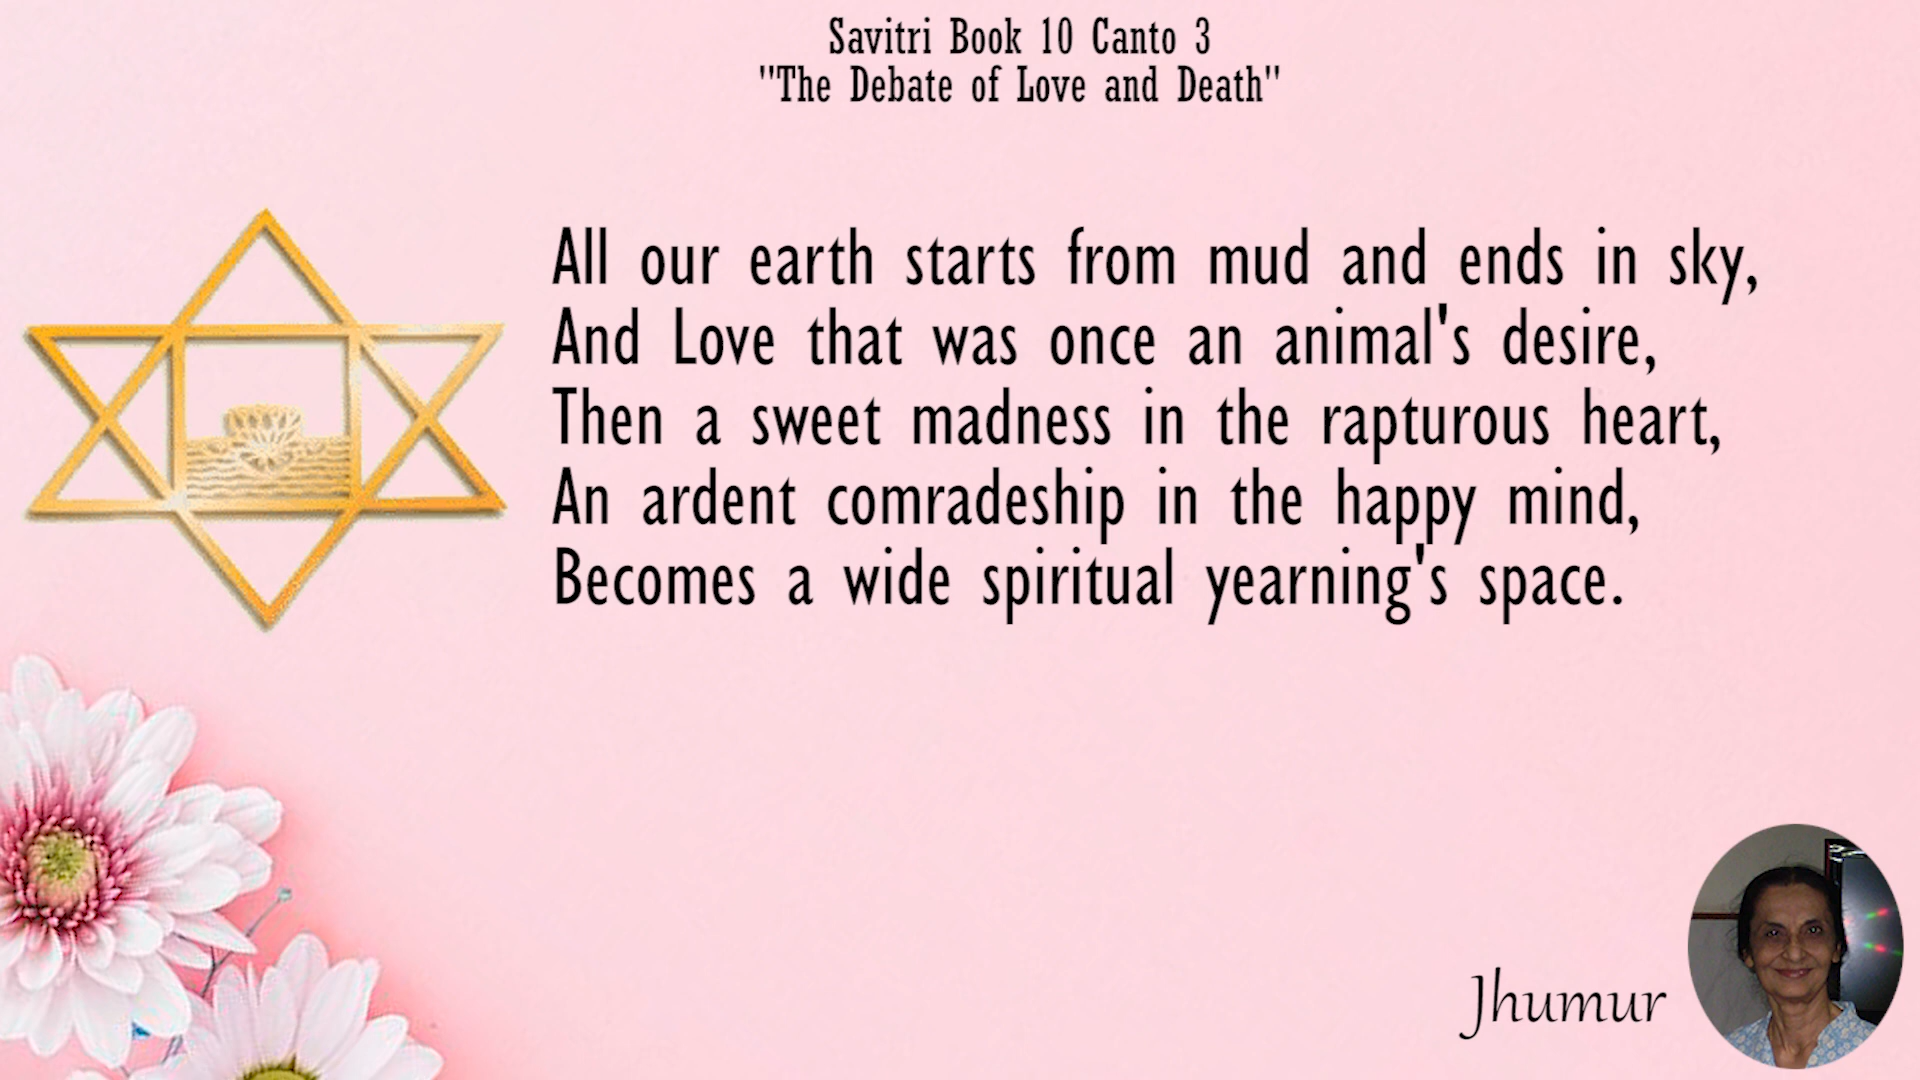 Savitri Book 10 Canto 3
"The Debate of Love and Death"
All our earth starts from mud and ends in sky,
And Love that was once an animal's desire,
Then a sweet madness in the rapturous heart,
An ardent comradeship in the happy mind,
Becomes a wide spiritual yearning's space.
Jhumur